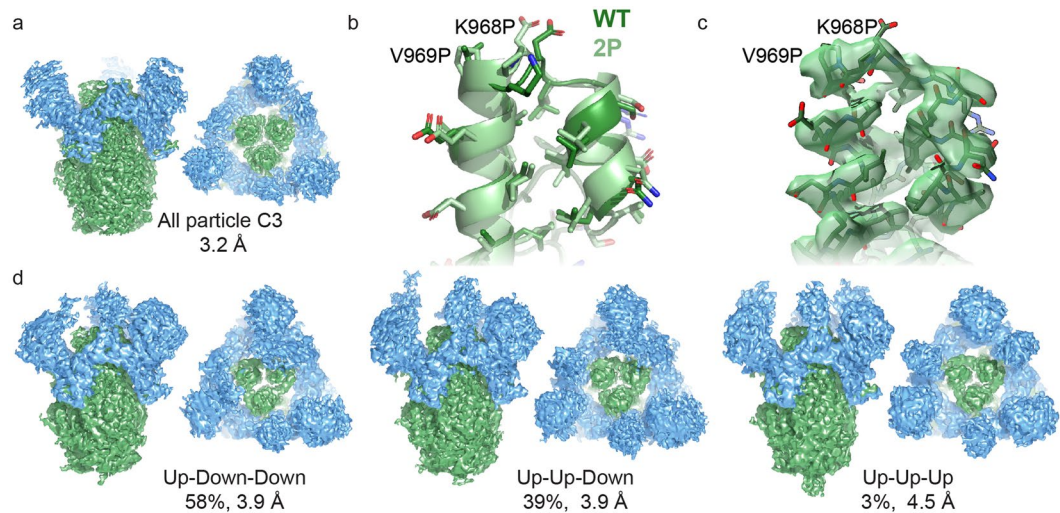 a
All particle C3
3.2 Å
b
K968P
V969P
WT
2P
c
K968P
V969P
d
Up-Down-Down
58%, 3.9 Å
Up-Up-Down
39%, 3.9 Å
Up-Up-Up
3%, 4.5 Å